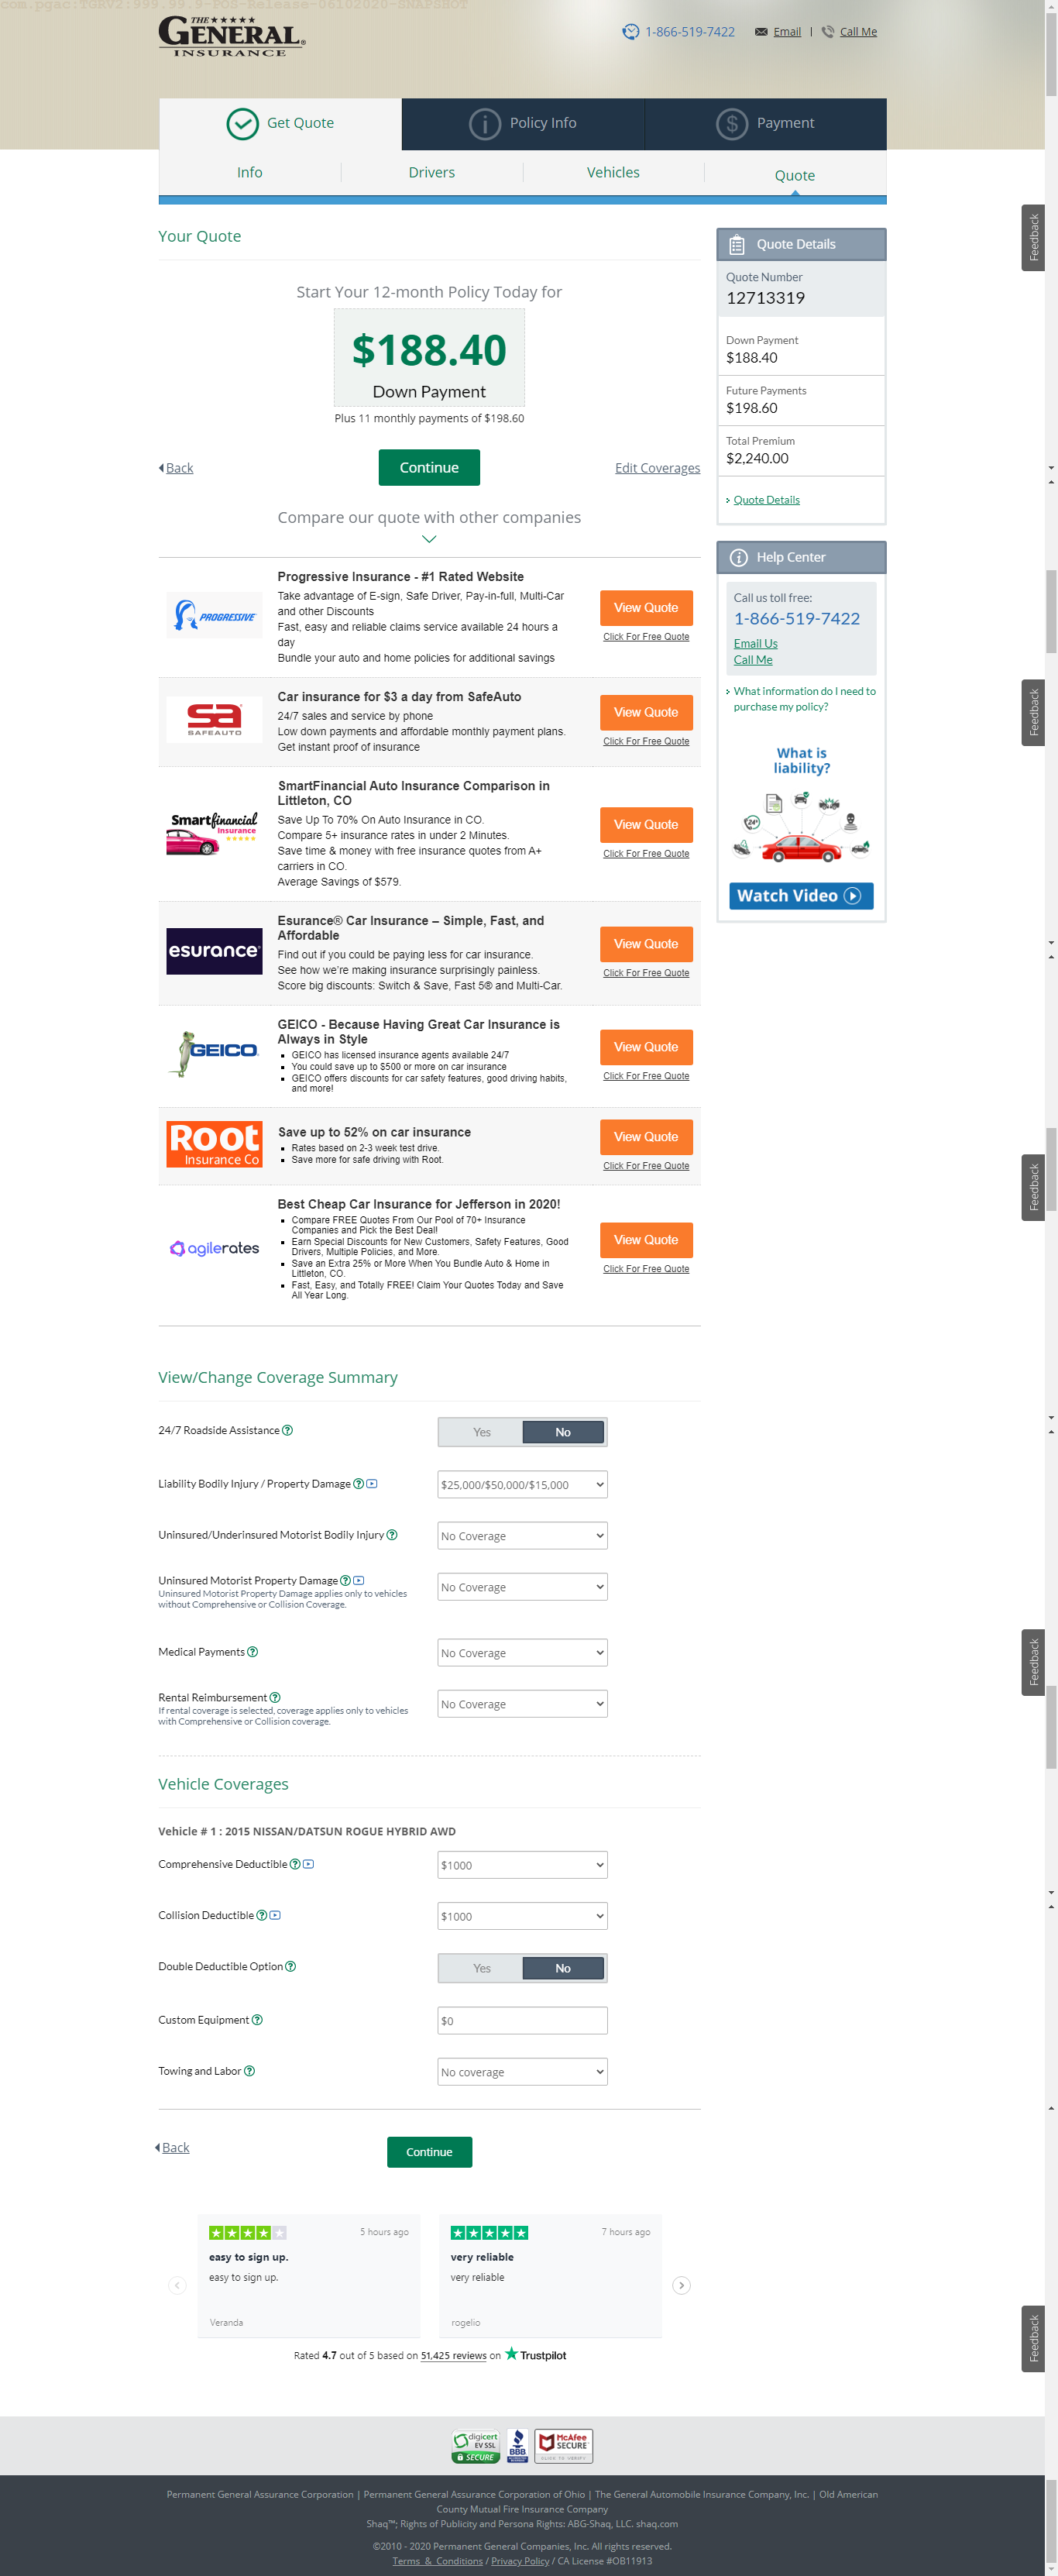 com.pgac:TGRV2:999.99.9-POS-Release-06102020-SNAPSHOT
THE
GENERAL®
INSURANCE
1-866-519-7422
Email | Call Me
Get Quote
Policy Info
Payment
Info
Drivers
Vehicles
Quote
Your Quote
Start Your 12-month Policy Today for
$188.40
Down Payment
Plus 11 monthly payments of $198.60
Back
Continue
Edit Coverages
Quote Details
Quote Number
12713319
Down Payment
$188.40
Future Payments
$198.60
Total Premium
$2,240.00
Quote Details
Help Center
Call us toll free:
1-866-519-7422
Email Us
Call Me
What information do I need to
purchase my policy?
What is
liability?
24*
Watch Video
Feedback
Compare our quote with other companies
PROGRESSIVE
Progressive Insurance - #1 Rated Website
Take advantage of E-sign, Safe Driver, Pay-in-full, Multi-Car
and other Discounts
Fast, easy and reliable claims service available 24 hours a
day
Bundle your auto and home policies for additional savings
View Quote
Click For Free Quote
sa
SAFEAUTO
Car insurance for $3 a day from SafeAuto
24/7 sales and service by phone
Low down payments and affordable monthly payment plans.
Get instant proof of insurance
View Quote
Click For Free Quote
Feedback
Smartfinancial
Insurance
SmartFinancial Auto Insurance Comparison in
Littleton, CO
Save Up To 70% On Auto Insurance in CO.
Compare 5+ insurance rates in under 2 Minutes.
Save time & money with free insurance quotes from A+
carriers in CO.
Average Savings of $579.
View Quote
Click For Free Quote
esurance®
Esurance® Car Insurance – Simple, Fast, and
Affordable
Find out if you could be paying less for car insurance.
See how we're making insurance surprisingly painless.
Score big discounts: Switch & Save, Fast 5® and Multi-Car.
View Quote
Click For Free Quote
GEICO
GEICO - Because Having Great Car Insurance is
Always in Style
GEICO has licensed insurance agents available 24/7
You could save up to $500 or more on car insurance
GEICO offers discounts for car safety features, good driving habits,
and more!
View Quote
Click For Free Quote
Root
Insurance Co
Save up to 52% on car insurance
Rates based on 2-3 week test drive.
Save more for safe driving with Root.
View Quote
Click For Free Quote
Feedback
agilerates
Best Cheap Car Insurance for Jefferson in 2020!
Compare FREE Quotes From Our Pool of 70+ Insurance
Companies and Pick the Best Deal!
Earn Special Discounts for New Customers, Safety Features, Good
Drivers, Multiple Policies, and More.
Save an Extra 25% or More When You Bundle Auto & Home in
Littleton, CO.
Fast, Easy, and Totally FREE! Claim Your Quotes Today and Save
All Year Long.
View Quote
Click For Free Quote
View/Change Coverage Summary
24/7 Roadside Assistance
Yes
No
Liability Bodily Injury / Property Damage
$25,000/$50,000/$15,000
Uninsured/Underinsured Motorist Bodily Injury
No Coverage
Uninsured Motorist Property Damage
Uninsured Motorist Property Damage applies only to vehicles
without Comprehensive or Collision Coverage.
No Coverage
Medical Payments
No Coverage
Feedback
Rental Reimbursement
If rental coverage is selected, coverage applies only to vehicles
with Comprehensive or Collision coverage.
No Coverage
Vehicle Coverages
Vehicle # 1 : 2015 NISSAN/DATSUN ROGUE HYBRID AWD
Comprehensive Deductible
$1000
Collision Deductible
$1000
Double Deductible Option
Yes
No
Custom Equipment
$0
Towing and Labor
No coverage
Back
Continue
5 hours ago
easy to sign up.
easy to sign up.
Veranda
7 hours ago
very reliable
very reliable
rogelio
Feedback
Rated 4.7 out of 5 based on 51,425 reviews on Trustpilot
digicert
EV SSL
SECURE
BBB
McAfee
SECURE
CLICK TO VERIFY
Permanent General Assurance Corporation | Permanent General Assurance Corporation of Ohio | The General Automobile Insurance Company, Inc. | Old American
County Mutual Fire Insurance Company
Shaq™; Rights of Publicity and Persona Rights: ABG-Shaq, LLC. shaq.com
©2010 - 2020 Permanent General Companies, Inc. All rights reserved.
Terms & Conditions / Privacy Policy / CA License #OB11913